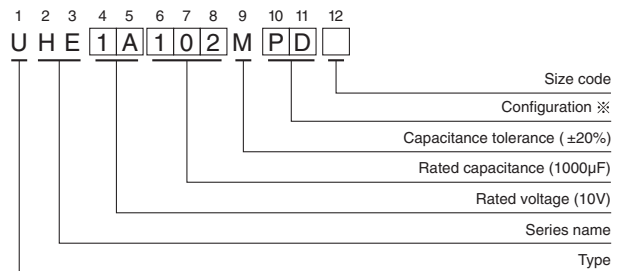 1 2 3 4 5 6 7 8 9 10 11 12
U H E 1 A 1 0 2 M P D
Size code
Configuration ※
Capacitance tolerance ( ±20%)
Rated capacitance (1000µF)
Rated voltage (10V)
Series name
Type